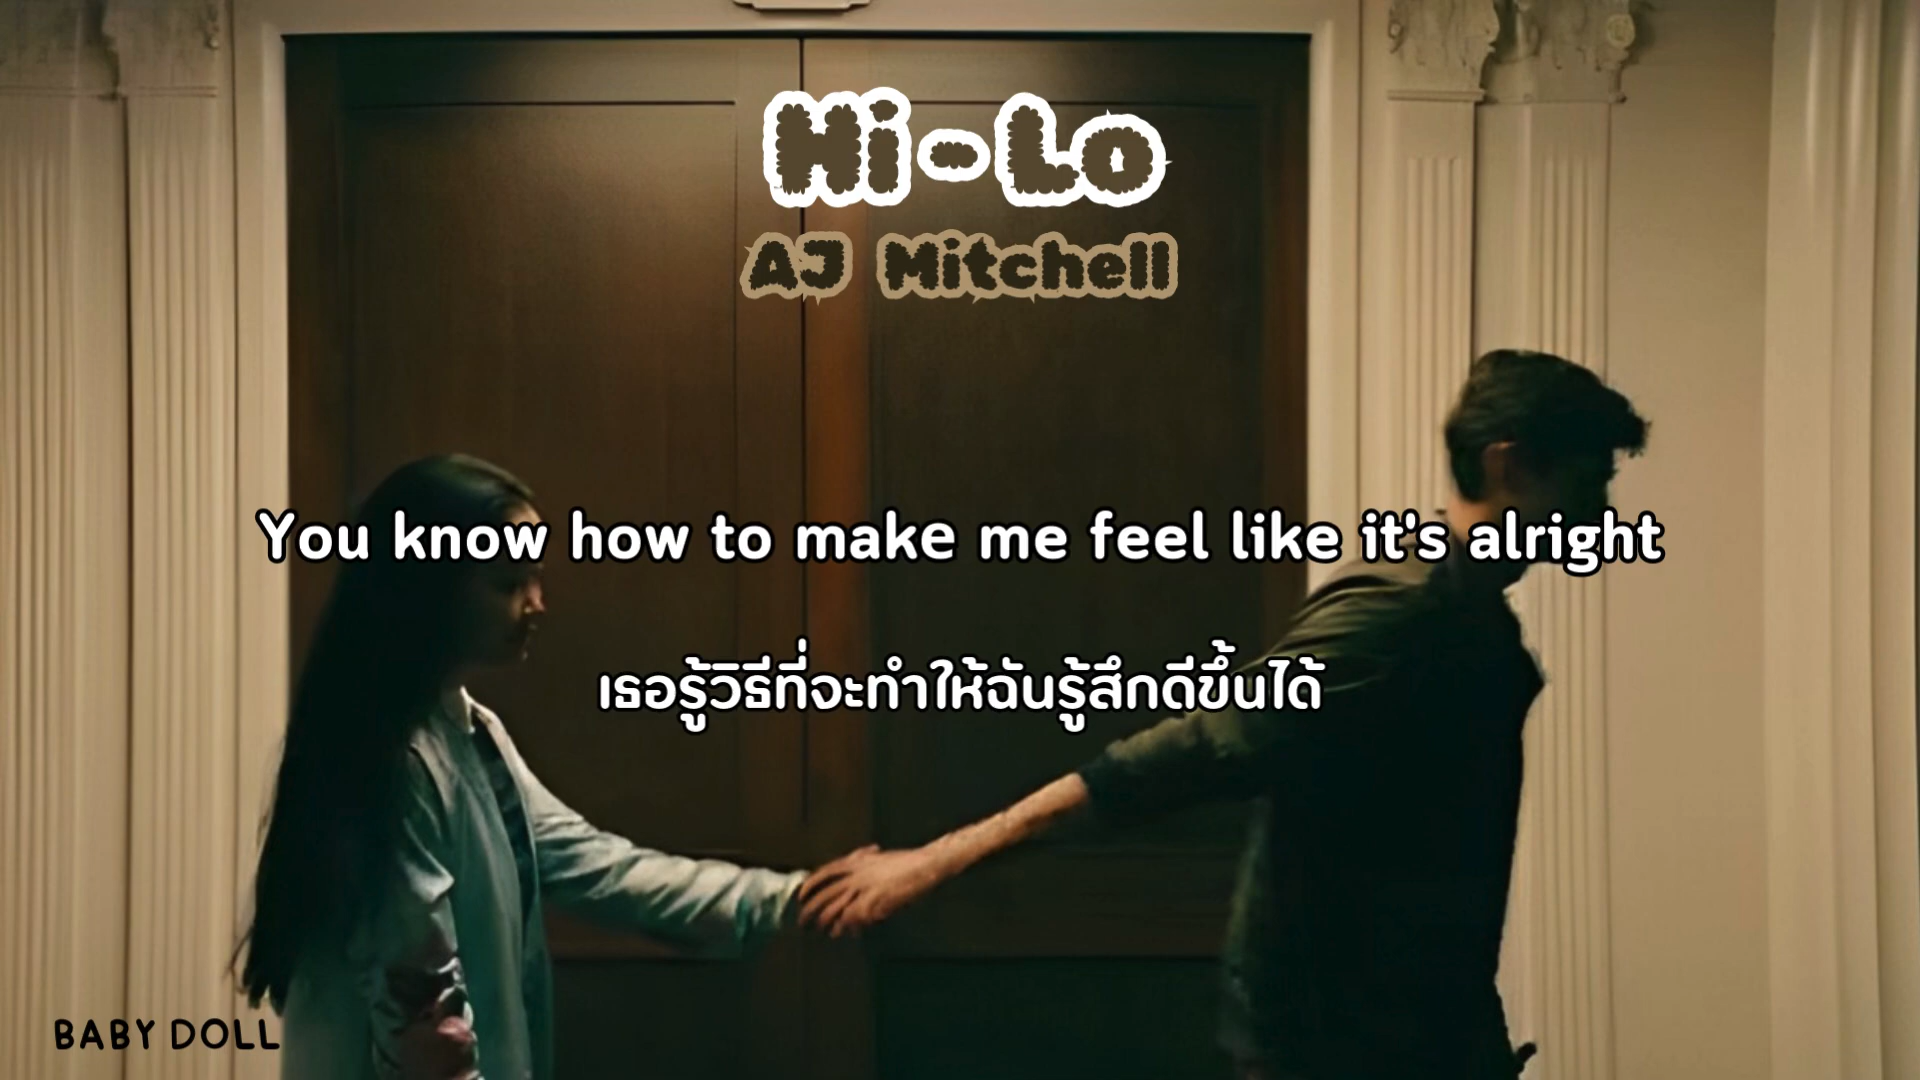 Hi-Lo
AJ Mitchell
You know how to make me feel like it's alright
เธอรู้วิธีที่จะทำให้ฉันรู้สึกดีขึ้นได้
BABY DOLL